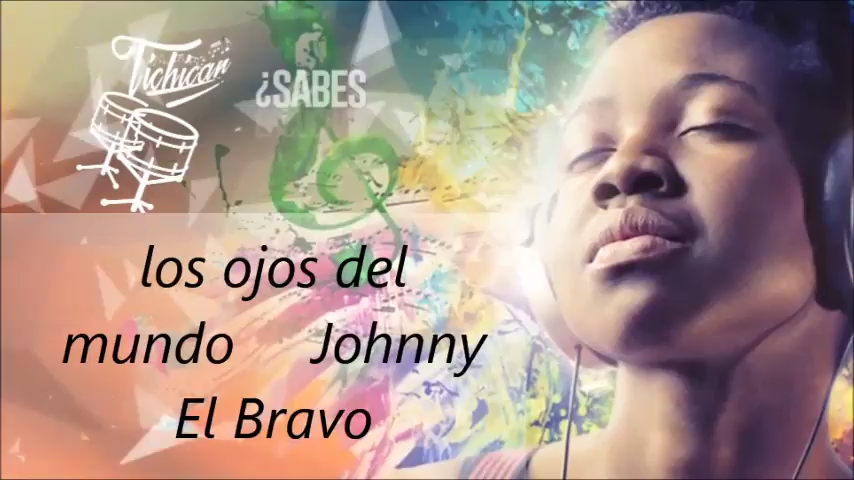 Tichican
¿SABES
los ojos del
mundo Johnny
El Bravo